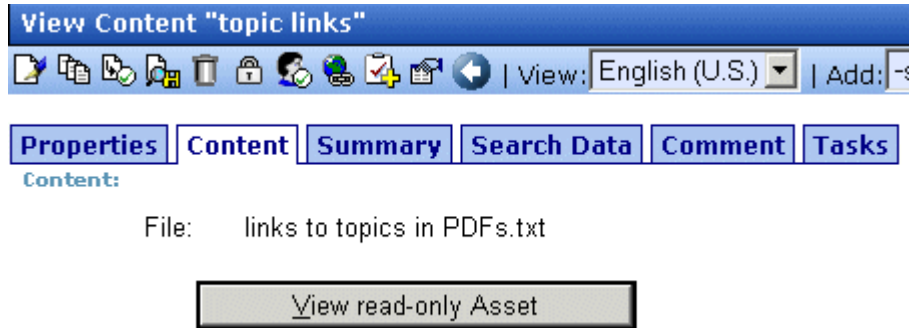 View Content "topic links"
| View: English (U.S.) | Add:
Properties Content Summary Search Data Comment Tasks
Content:
File: links to topics in PDFs.txt
View read-only Asset